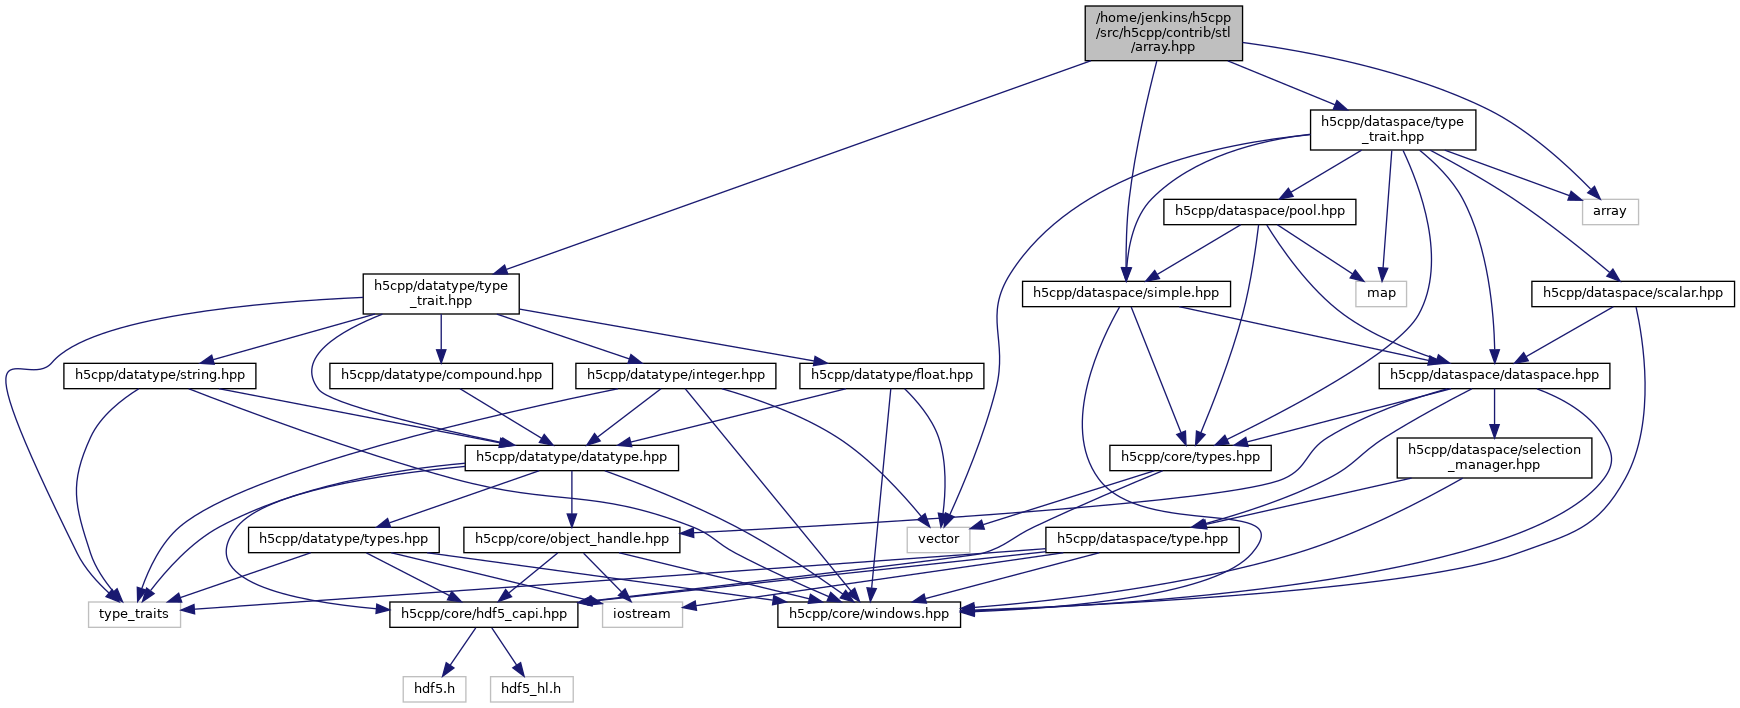 /home/jenkins/h5cpp
/src/h5cpp/contrib/stl
/array.hpp
h5cpp/dataspace/type
_trait.hpp
h5cpp/dataspace/pool.hpp
array
h5cpp/datatype/type
_trait.hpp
h5cpp/dataspace/simple.hpp
map
h5cpp/dataspace/scalar.hpp
h5cpp/datatype/string.hpp
h5cpp/datatype/compound.hpp
h5cpp/datatype/integer.hpp
h5cpp/datatype/float.hpp
h5cpp/dataspace/dataspace.hpp
h5cpp/datatype/datatype.hpp
h5cpp/core/types.hpp
h5cpp/dataspace/selection
_manager.hpp
h5cpp/datatype/types.hpp
h5cpp/core/object_handle.hpp
vector
h5cpp/dataspace/type.hpp
type_traits
h5cpp/core/hdf5_capi.hpp
iostream
h5cpp/core/windows.hpp
hdf5.h
hdf5_hl.h